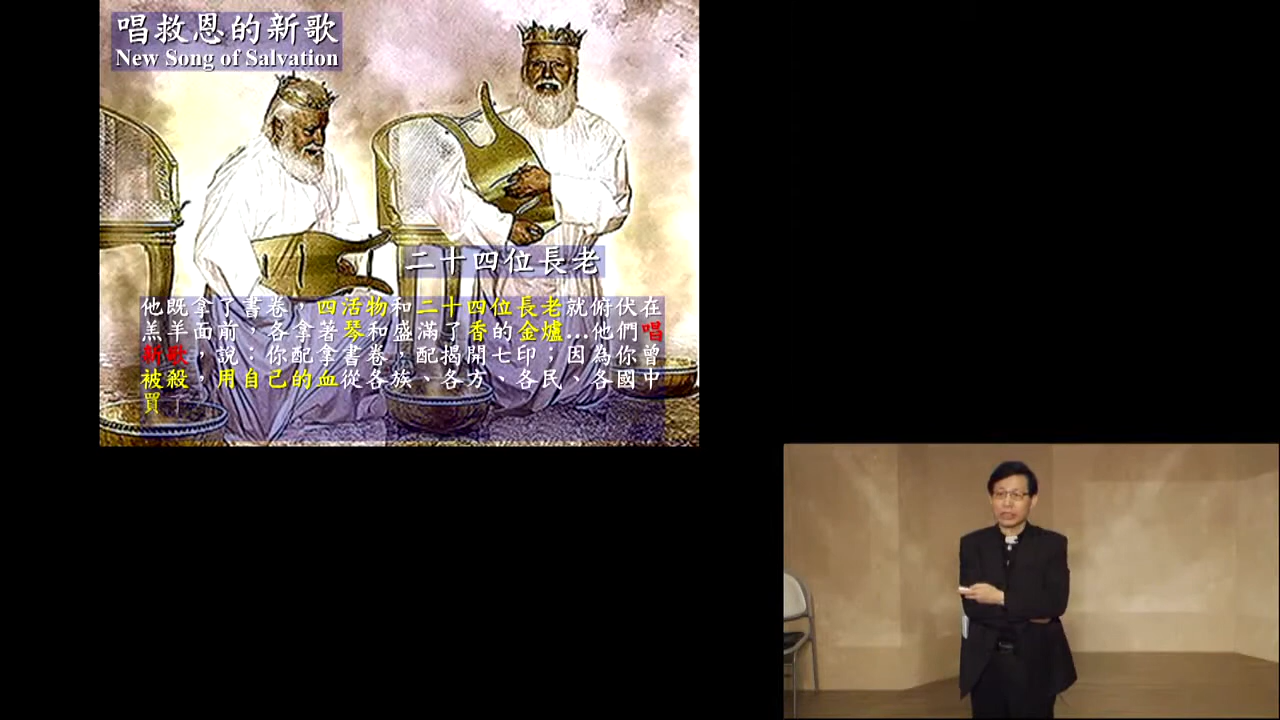 唱救恩的新歌
New Song of Salvation
二十四位長老
他既拿了書卷，四活物和二十四位長老就俯伏在
羔羊面前，各拿著琴和盛滿了香的金爐…他們唱
新歌，說：你配拿書卷，配揭開七印；因為你曾
被殺，用自己的血從各族、各方、各民、各國中
買了